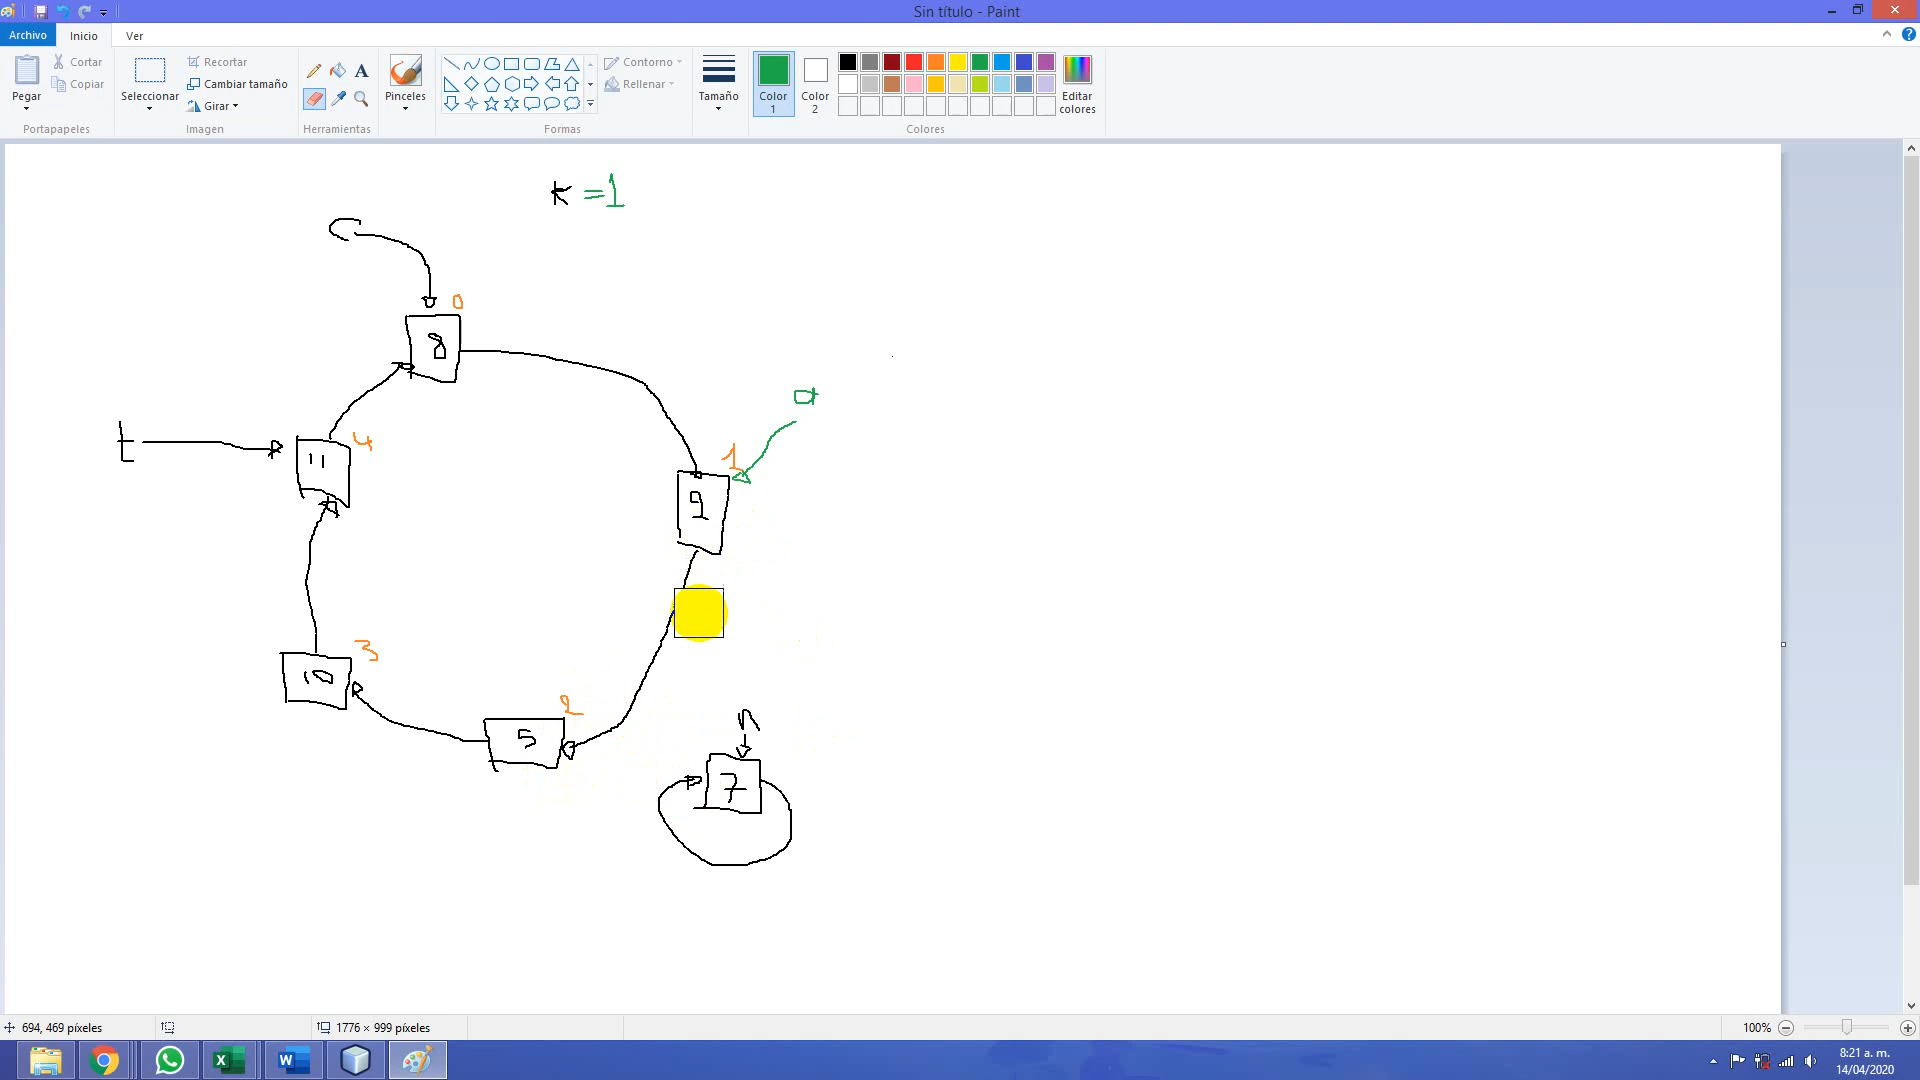 Sin título - Paint
Archivo Inicio Ver
Pegar
Cortar
Copiar
Portapapeles
Seleccionar
Recortar
Cambiar tamaño
Girar
Imagen
A
Herramientas
Pinceles
Contorno
Rellenar
Formas
Tamaño
Color 1
Color 2
Editar colores
Colores
K =1
C
0
8
a
t
4
11
1
9
3
10
2
5
n
7
694, 469 píxeles
1776 × 999 píxeles
100%
8:21 a. m.
14/04/2020